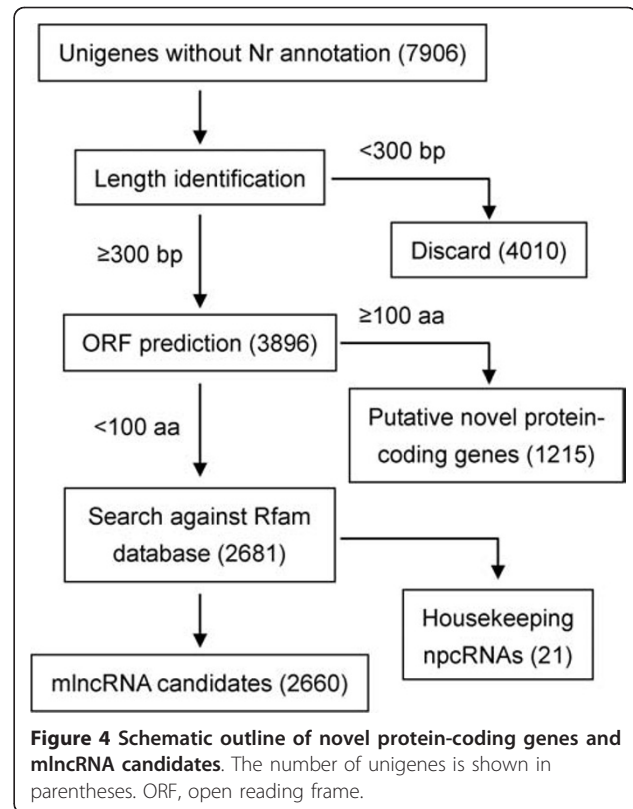 Unigenes without Nr annotation (7906)
Length identification
<300 bp
Discard (4010)
≥300 bp
ORF prediction (3896)
≥100 aa
Putative novel protein-
coding genes (1215)
<100 aa
Search against Rfam
database (2681)
Housekeeping
npcRNAs (21)
mlncRNA candidates (2660)
Figure 4 Schematic outline of novel protein-coding genes and
mlncRNA candidates. The number of unigenes is shown in
parentheses. ORF, open reading frame.